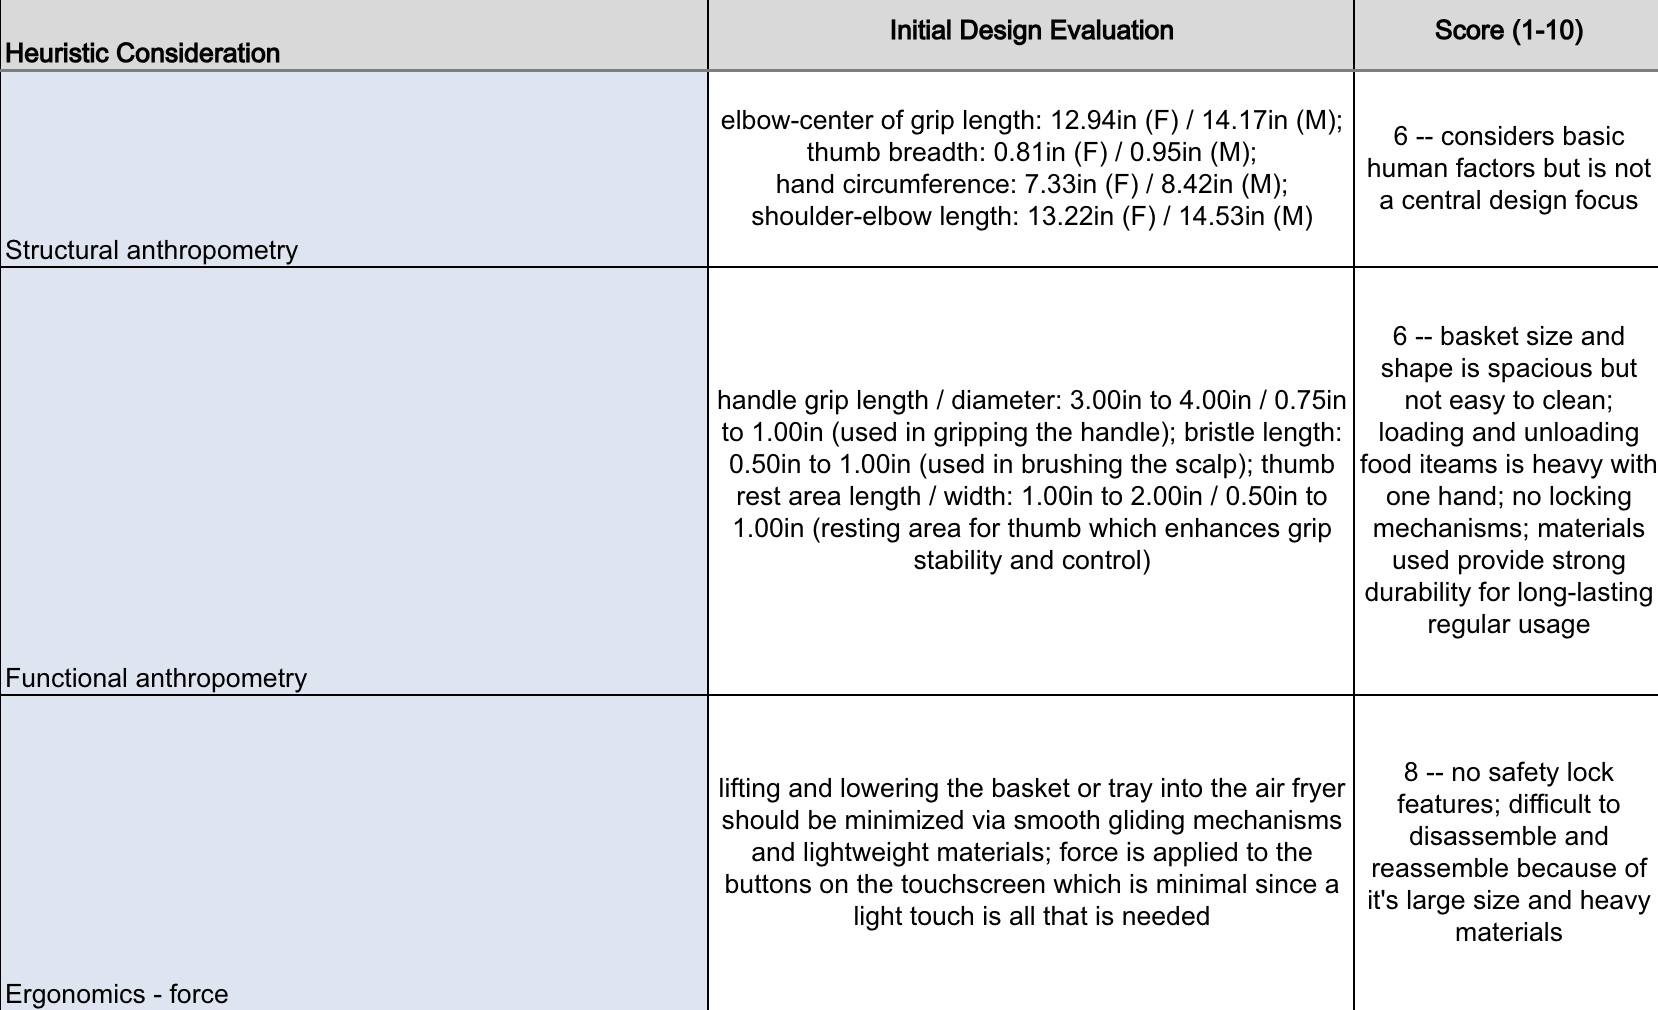 Heuristic Consideration
Initial Design Evaluation
Score (1-10)
Structural anthropometry
elbow-center of grip length: 12.94in (F) / 14.17in (M);
thumb breadth: 0.81in (F) / 0.95in (M);
hand circumference: 7.33in (F) / 8.42in (M);
shoulder-elbow length: 13.22in (F) / 14.53in (M)
6 -- considers basic
human factors but is not
a central design focus
Functional anthropometry
handle grip length / diameter: 3.00in to 4.00in / 0.75in
to 1.00in (used in gripping the handle); bristle length:
0.50in to 1.00in (used in brushing the scalp); thumb
rest area length / width: 1.00in to 2.00in / 0.50in to
1.00in (resting area for thumb which enhances grip
stability and control)
6 -- basket size and
shape is spacious but
not easy to clean;
loading and unloading
food iteams is heavy with
one hand; no locking
mechanisms; materials
used provide strong
durability for long-lasting
regular usage
Ergonomics - force
lifting and lowering the basket or tray into the air fryer
should be minimized via smooth gliding mechanisms
and lightweight materials; force is applied to the
buttons on the touchscreen which is minimal since a
light touch is all that is needed
8 -- no safety lock
features; difficult to
disassemble and
reassemble because of
it's large size and heavy
materials